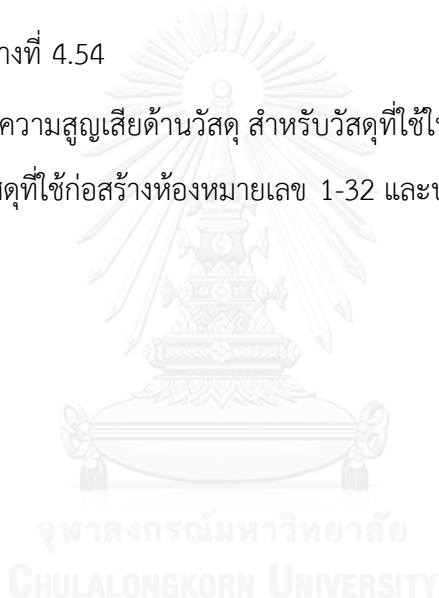 างที่ 4.54
ความสูญเสียด้านวัสดุ สำหรับวัสดุที่ใช้ใ
สดุที่ใช้ก่อสร้างห้องหมายเลข 1-32 และ
จุฬาลงกรณ์มหาวิทยาลัย
CHULALONGKORN UNIVERSITY